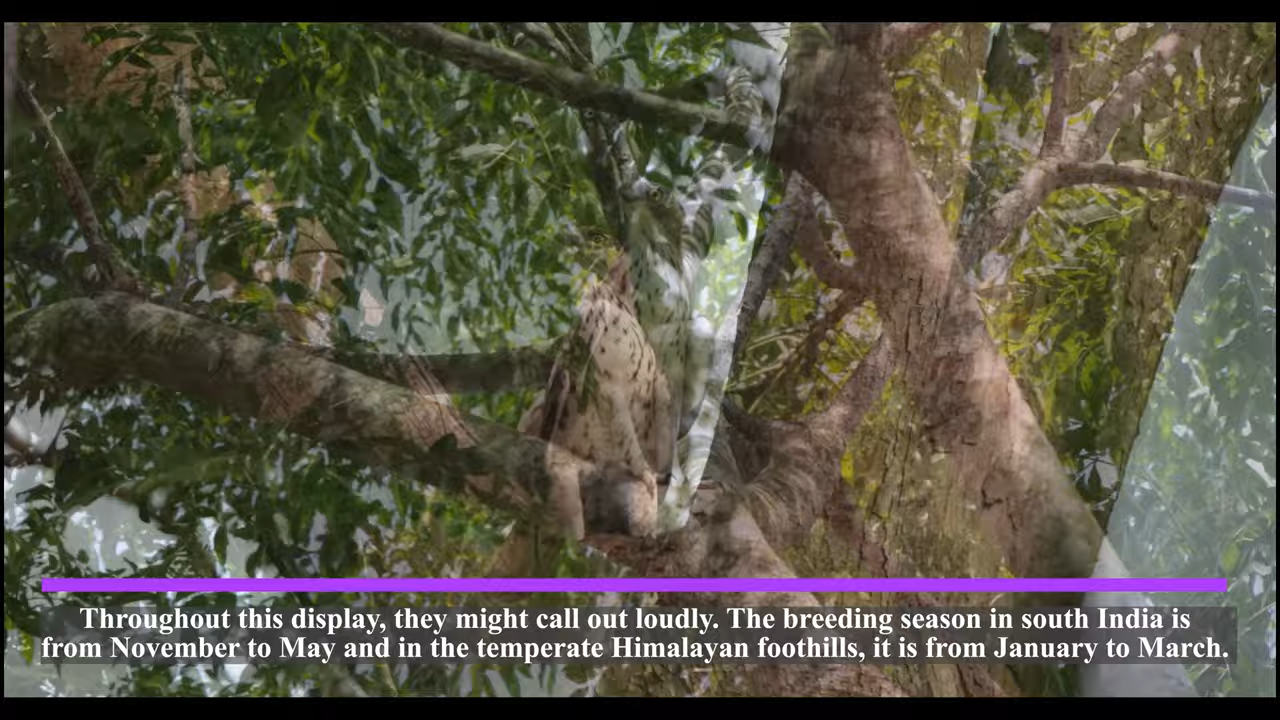 Throughout this display, they might call out loudly. The breeding season in south India is
from November to May and in the temperate Himalayan foothills, it is from January to March.